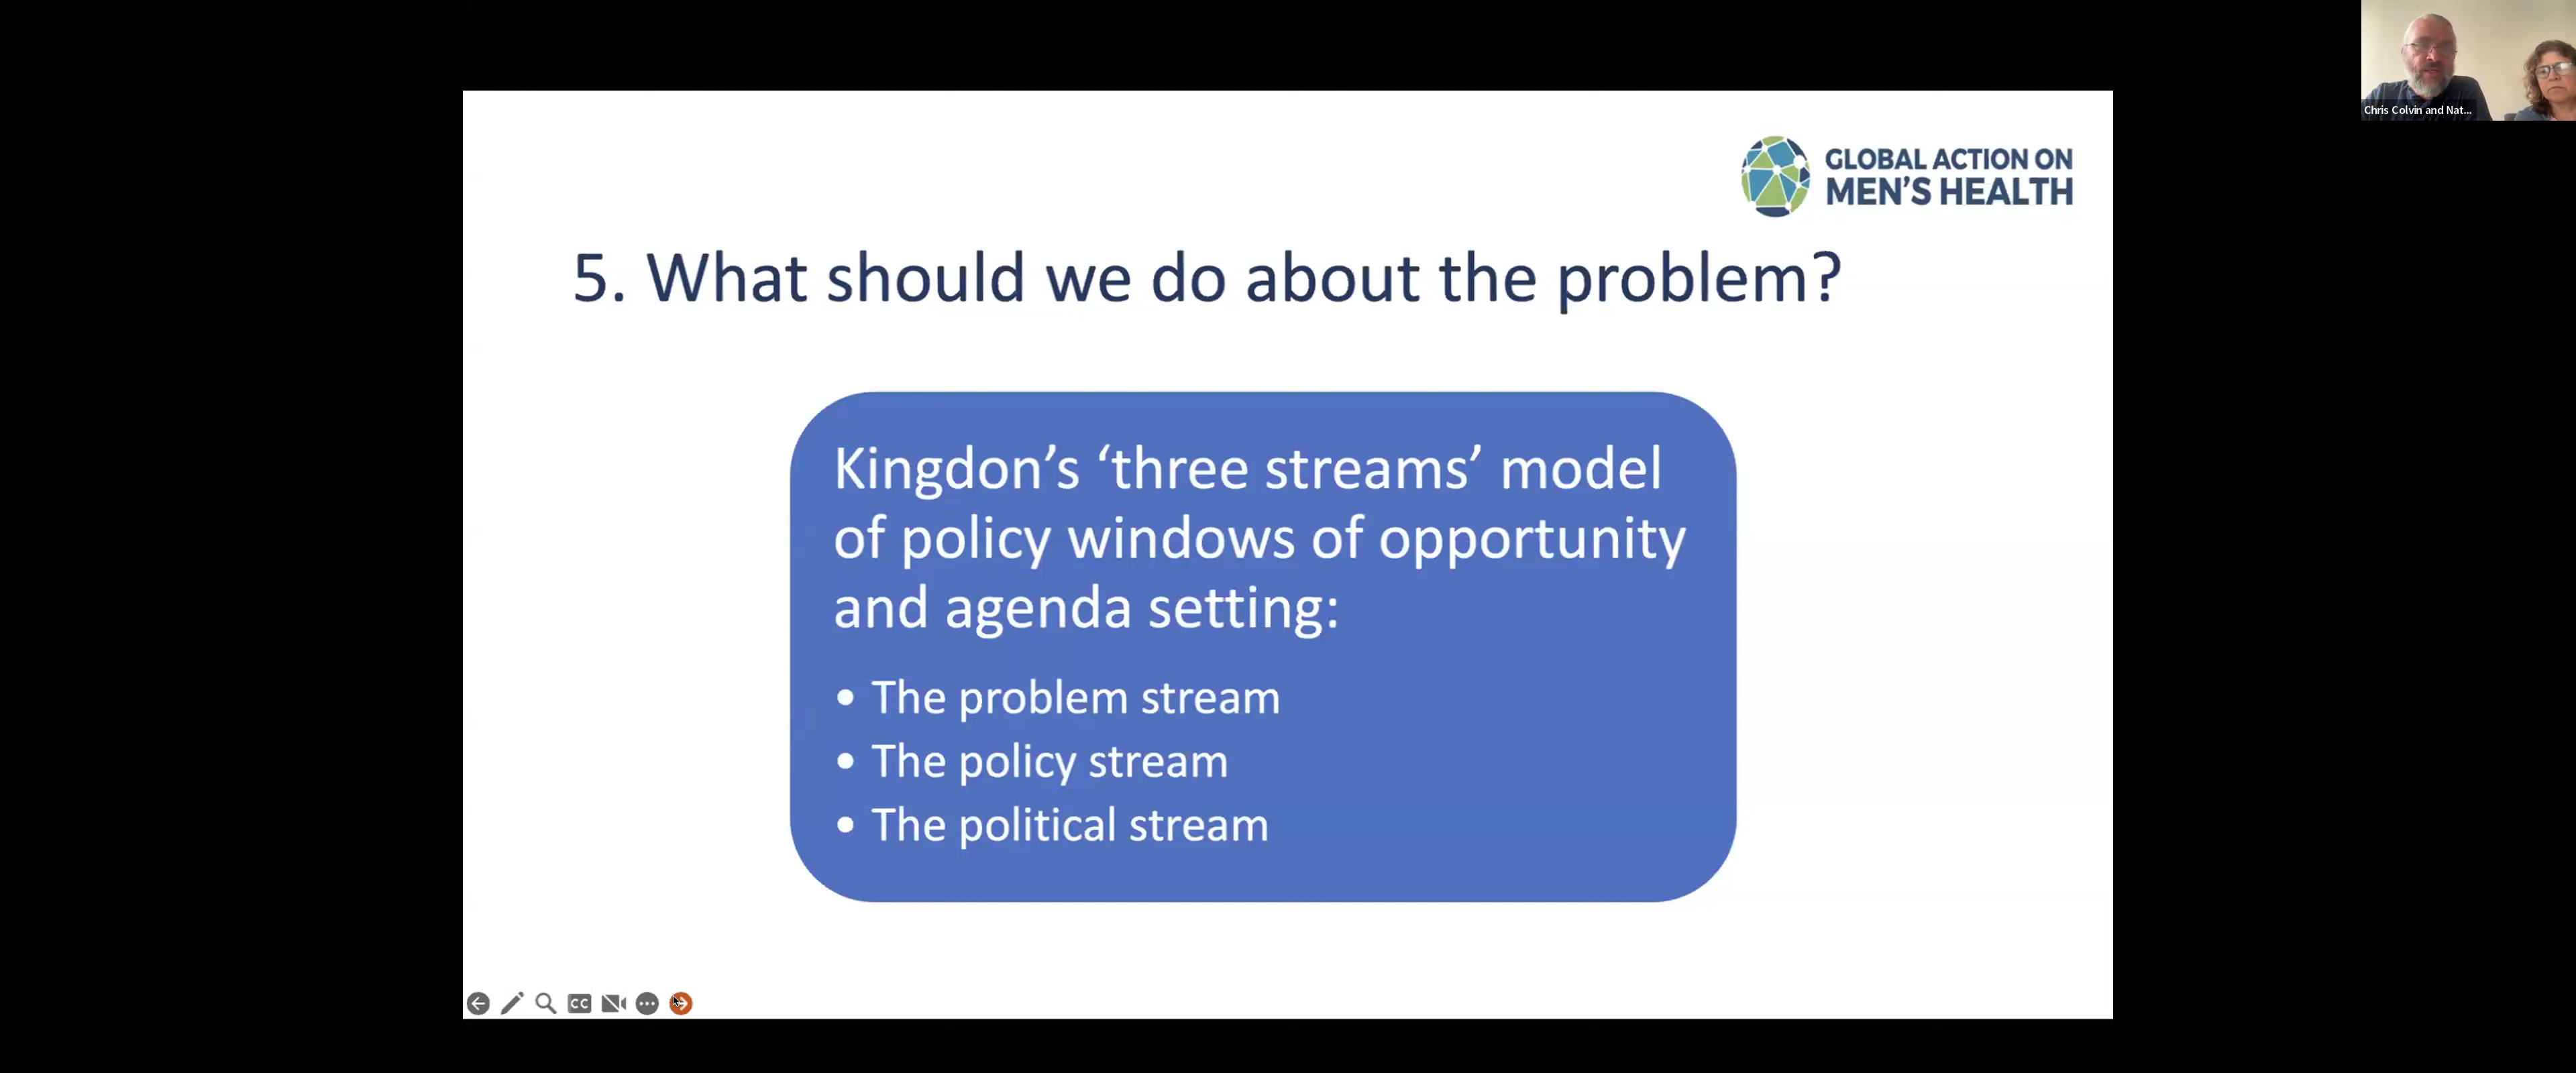 Chris Colvin and Nat...
GLOBAL ACTION ON
MEN'S HEALTH
5. What should we do about the problem?
Kingdon's ‘three streams’ model
of policy windows of opportunity
and agenda setting:
• The problem stream
• The policy stream
• The political stream
CC